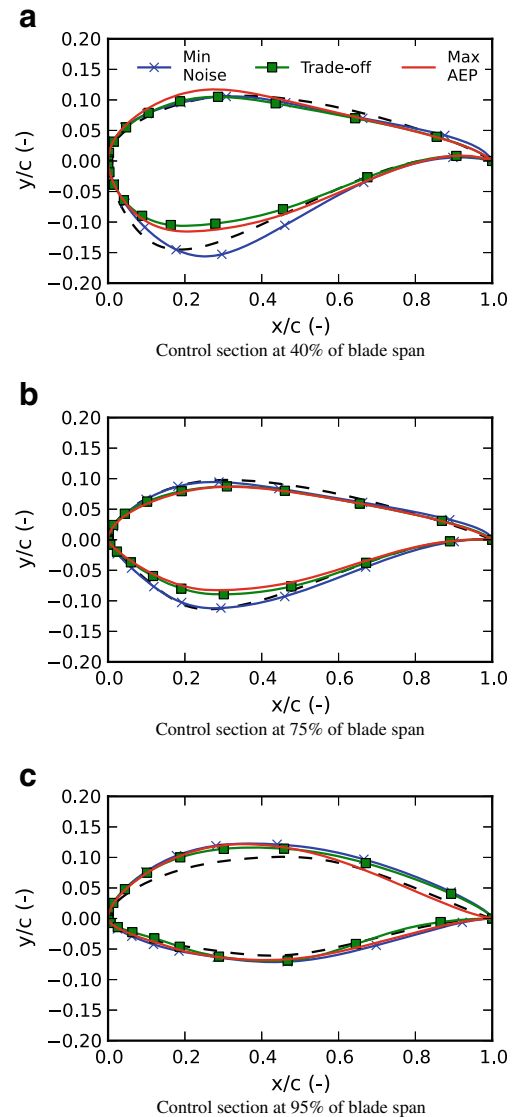 a
Min Noise
Trade-off
Max AEP
0.20
0.15
0.10
0.05
0.00
−0.05
−0.10
−0.15
−0.20
y/c (-)
0.0 0.2 0.4 0.6 0.8 1.0
x/c (-)
Control section at 40% of blade span
b
0.20
0.15
0.10
0.05
0.00
−0.05
−0.10
−0.15
−0.20
y/c (-)
0.0 0.2 0.4 0.6 0.8 1.0
x/c (-)
Control section at 75% of blade span
c
0.20
0.15
0.10
0.05
0.00
−0.05
−0.10
−0.15
−0.20
y/c (-)
0.0 0.2 0.4 0.6 0.8 1.0
x/c (-)
Control section at 95% of blade span